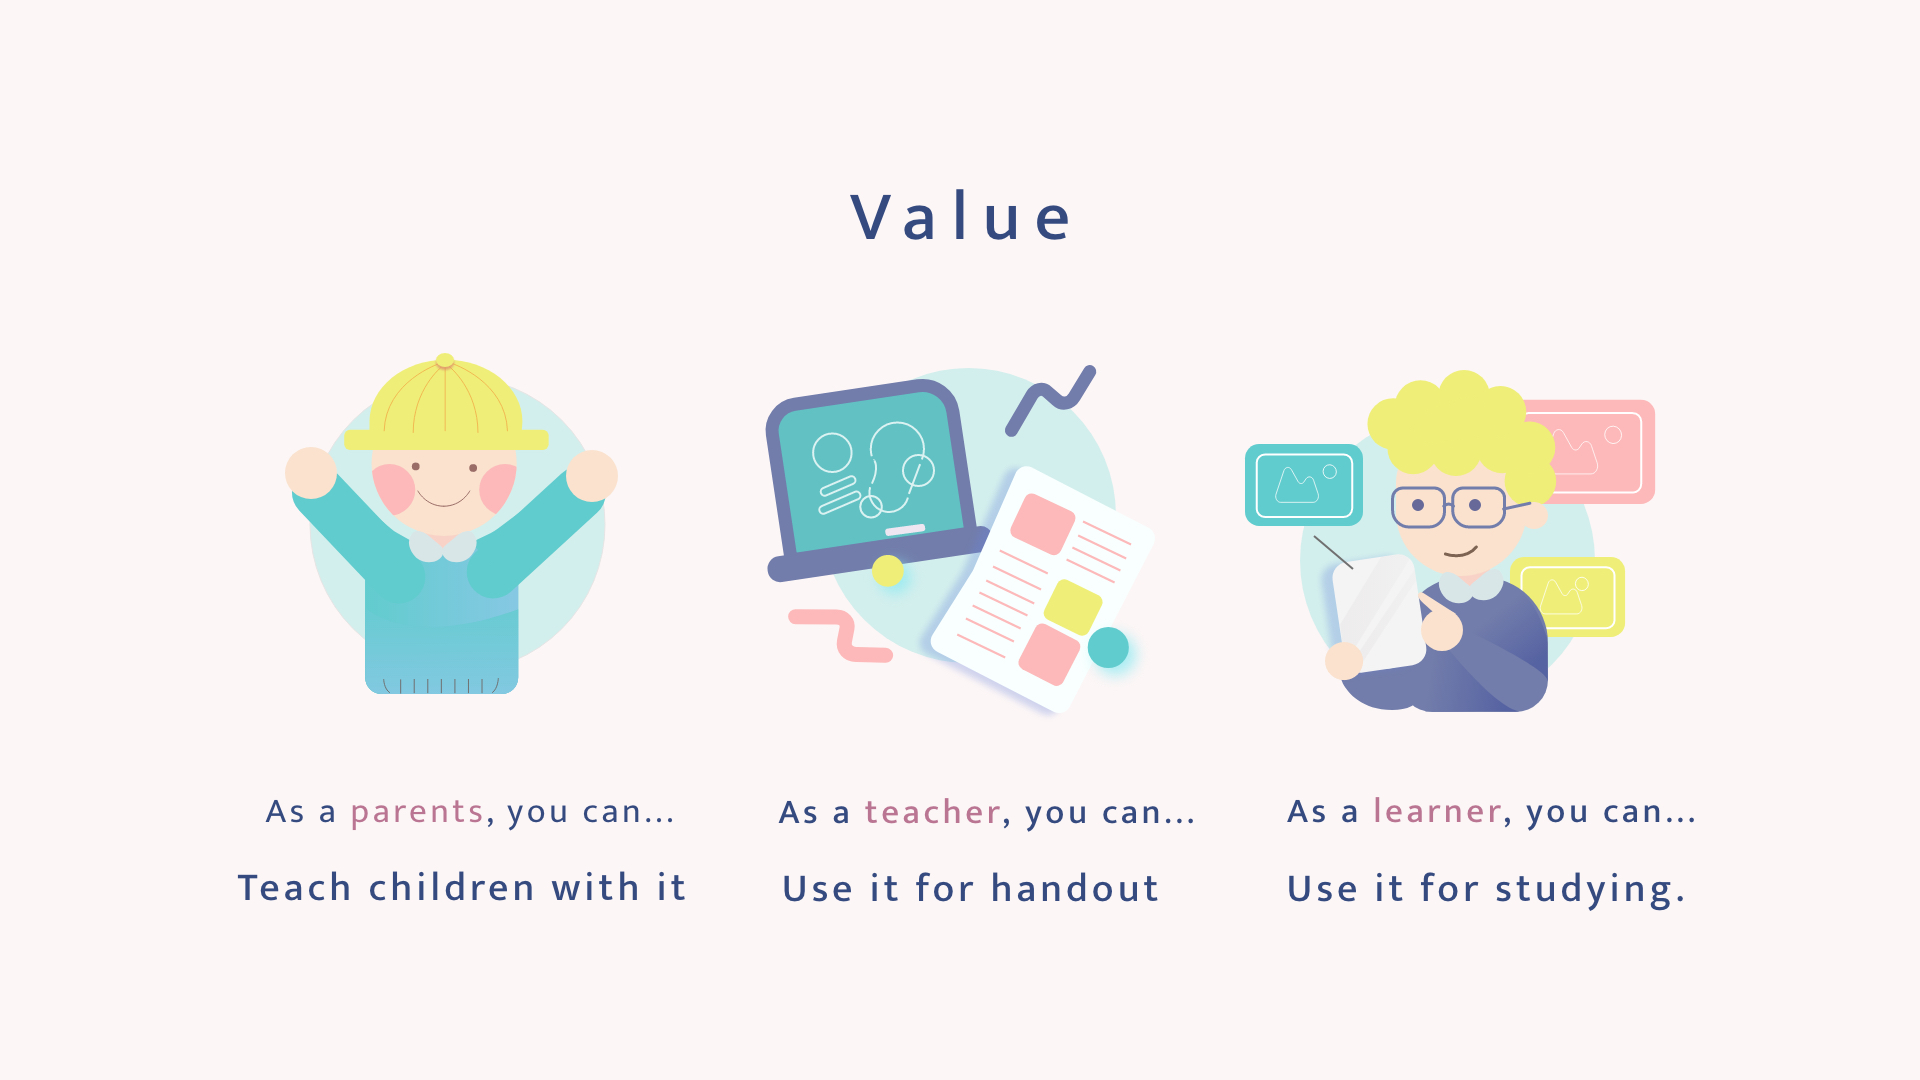 Value
As a parents, you can...
Teach children with it
As a teacher, you can...
Use it for handout
As a learner, you can...
Use it for studying.